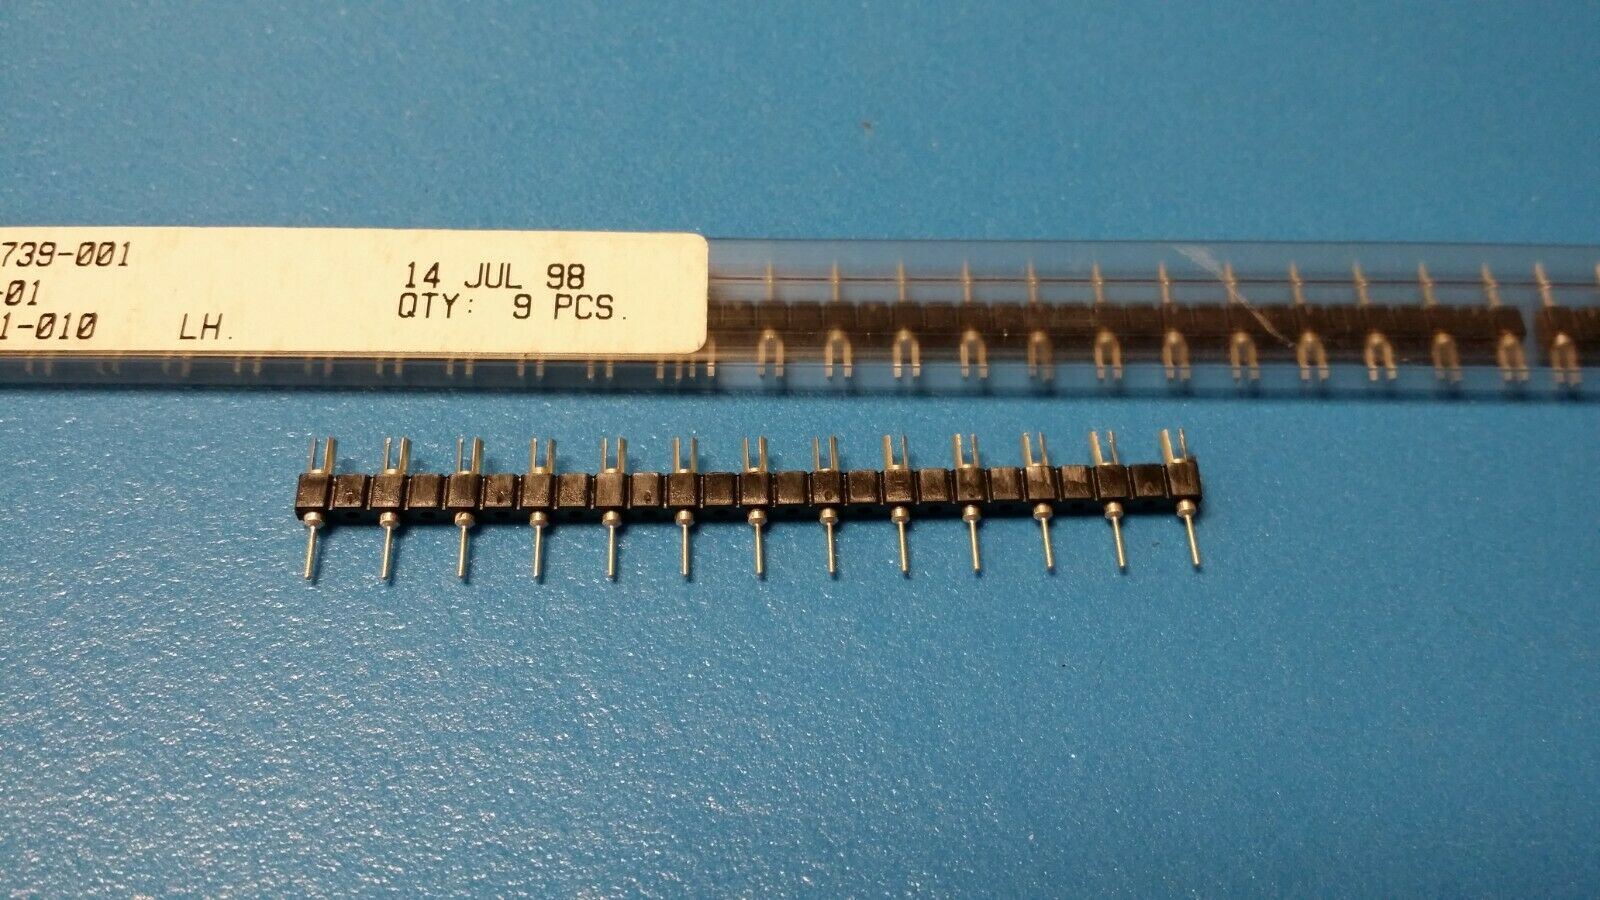 739-001
-01
1-010 LH.
14 JUL 98
QTY: 9 PCS.